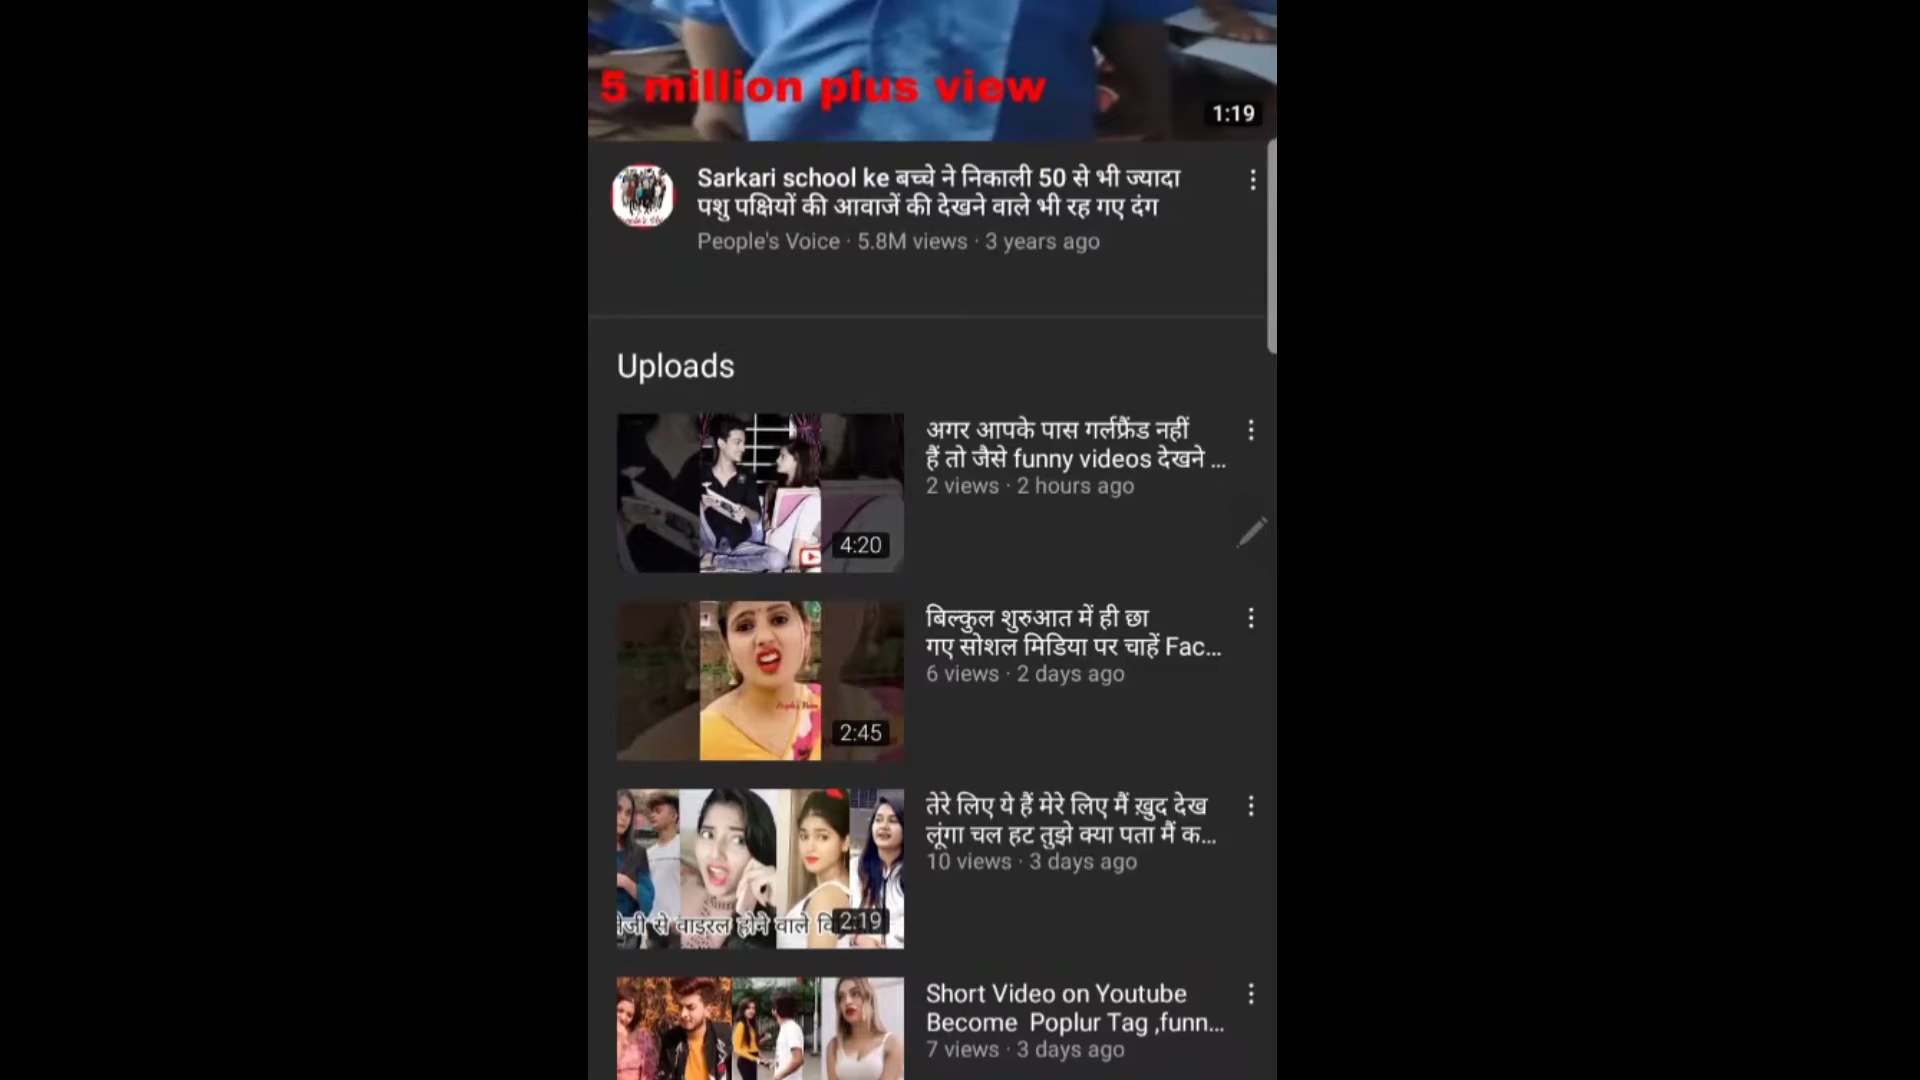 5 million plus view
1:19
Sarkari school ke बच्चे ने निकाली 50 से भी ज्यादा
पशु पक्षियों की आवाजें की देखने वाले भी रह गए दंग
People's Voice · 5.8M views · 3 years ago
Uploads
अगर आपके पास गर्लफ्रैंड नहीं
हैं तो जैसे funny videos देखने ...
2 views · 2 hours ago
4:20
बिल्कुल शुरुआत में ही छा
गए सोशल मिडिया पर चाहें Fac...
6 views · 2 days ago
People's Voice
2:45
तेरे लिए ये हैं मेरे लिए मैं ख़ुद देख
लूंगा चल हट तुझे क्या पता मैं क...
10 views · 3 days ago
से वाइरल होने वाले
2:19
Short Video on Youtube
Become Poplur Tag ,funn...
7 views · 3 days ago